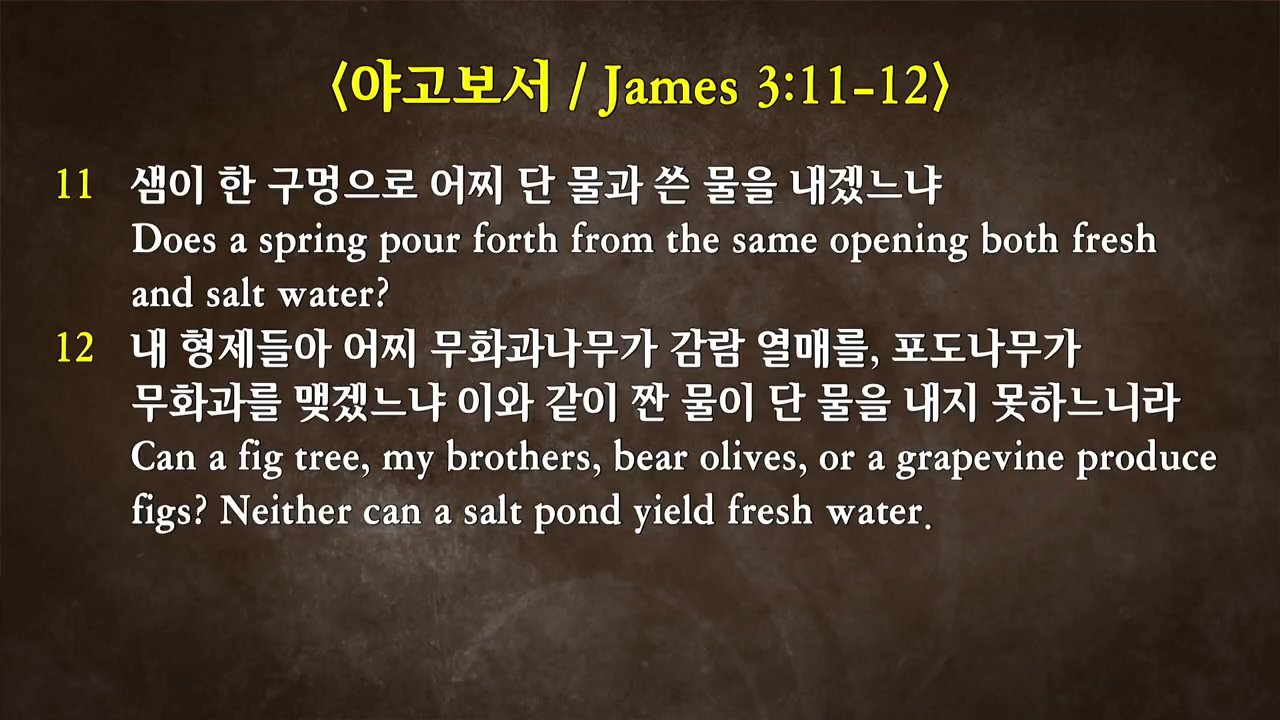 〈야고보서 / James 3:11-12〉
11 샘이 한 구멍으로 어찌 단 물과 쓴 물을 내겠느냐
Does a spring pour forth from the same opening both fresh
and salt water?
12 내 형제들아 어찌 무화과나무가 감람 열매를, 포도나무가
무화과를 맺겠느냐 이와 같이 짠 물이 단 물을 내지 못하느니라
Can a fig tree, my brothers, bear olives, or a grapevine produce
figs? Neither can a salt pond yield fresh water.